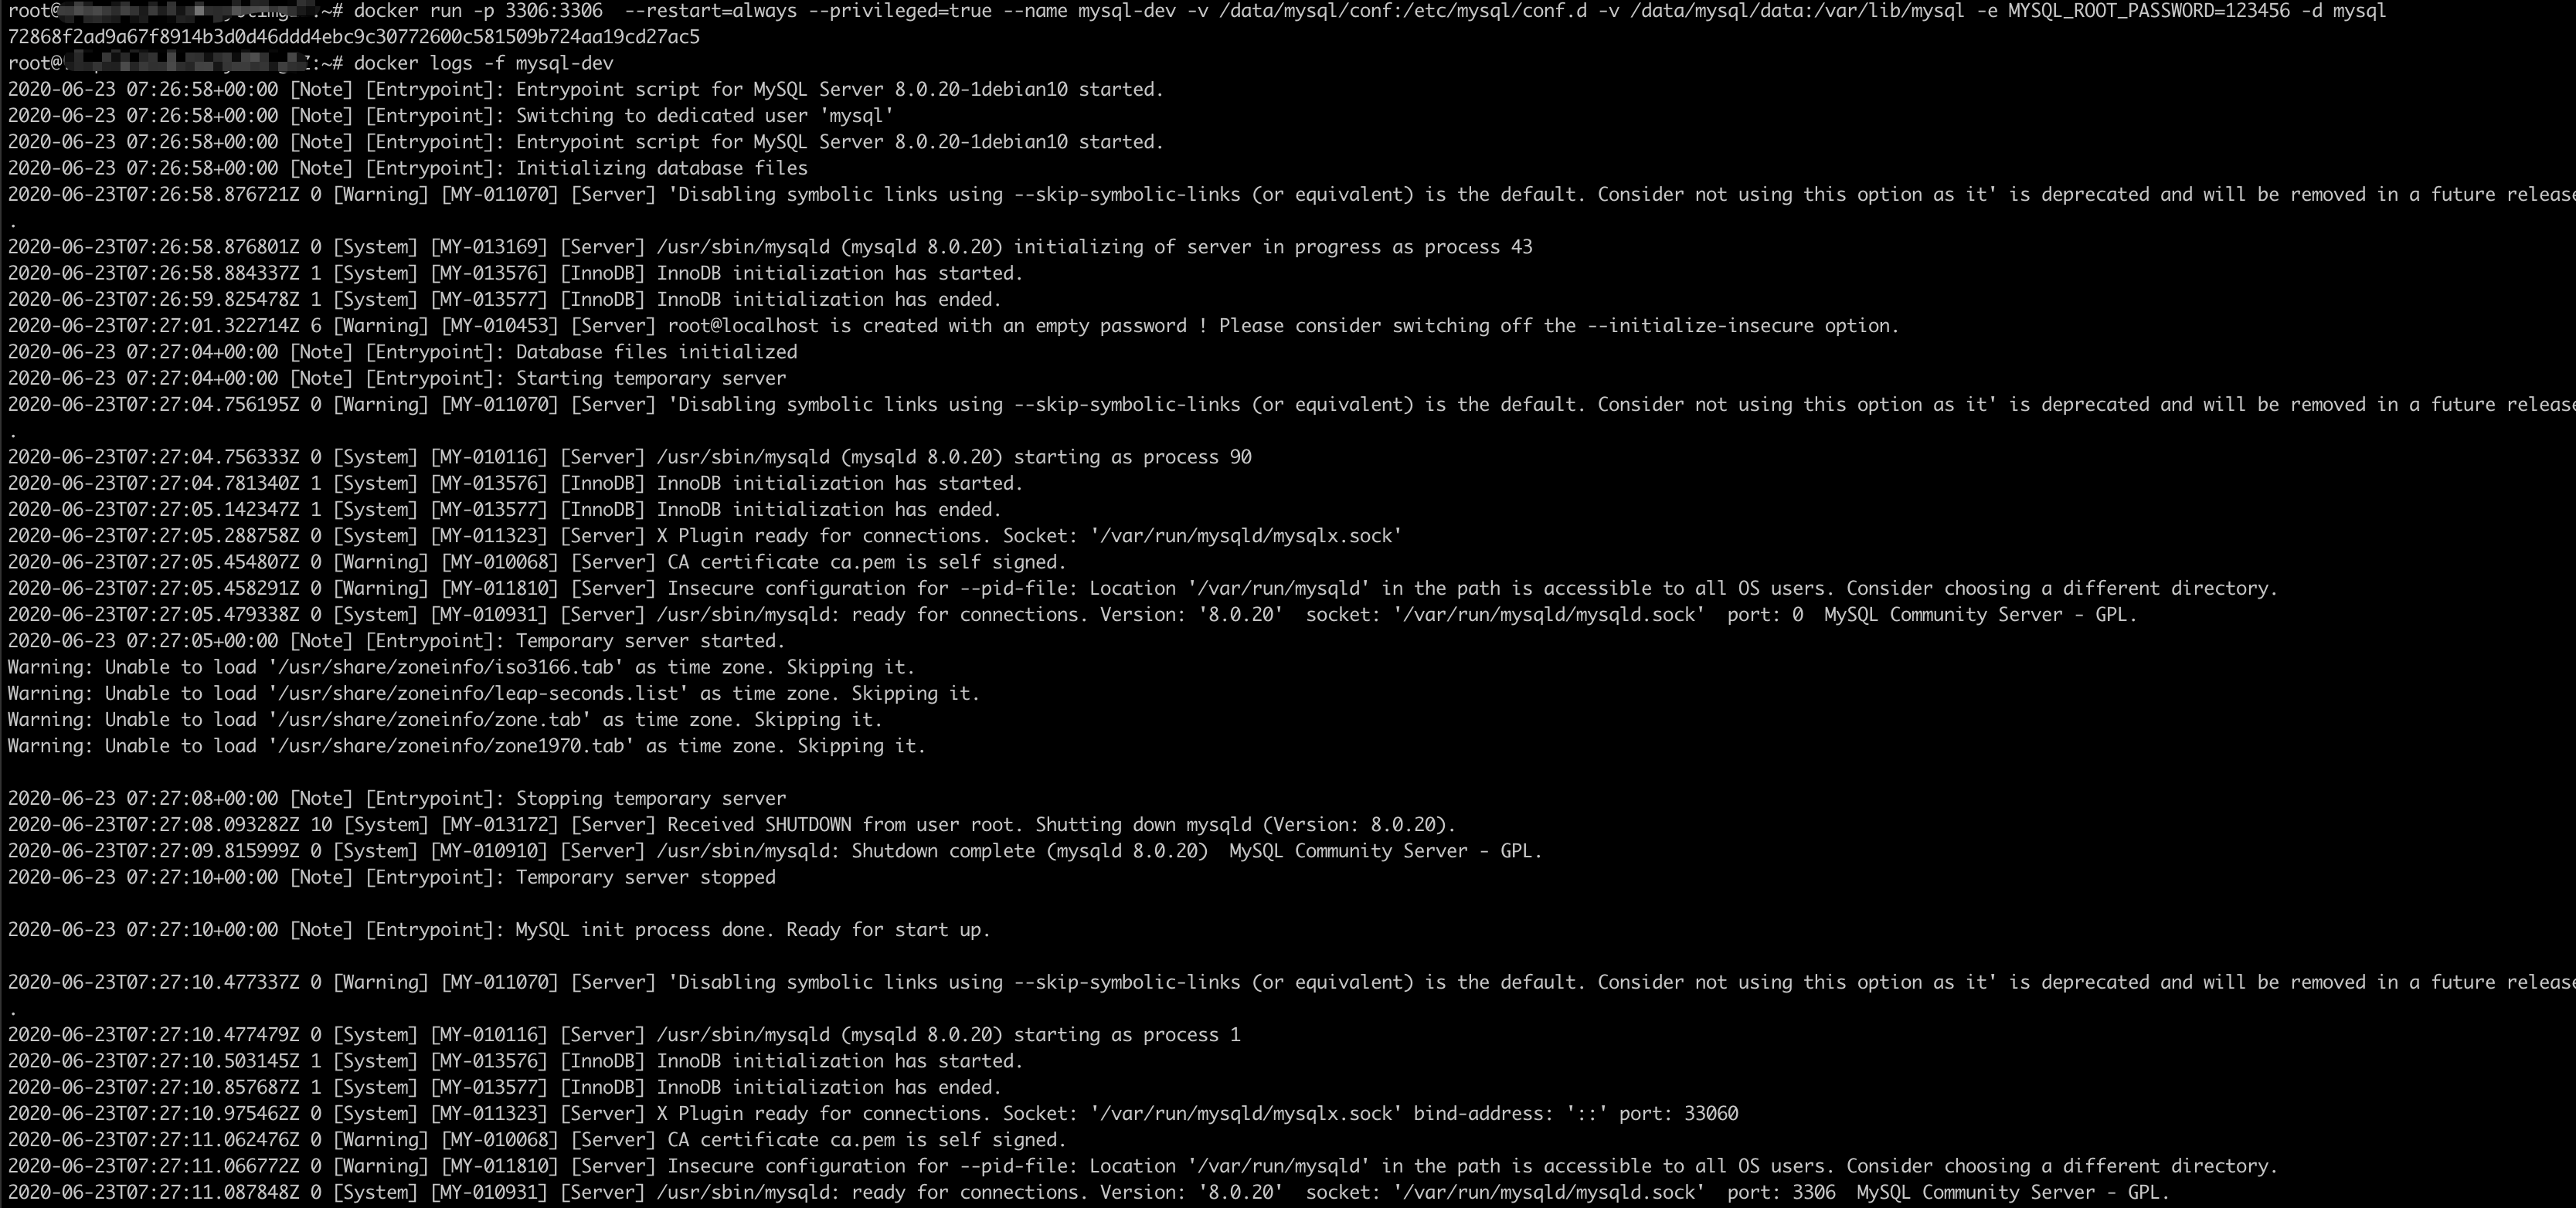 root@ :~# docker run -p 3306:3306  --restart=always --privileged=true --name mysql-dev -v /data/mysql/conf:/etc/mysql/conf.d -v /data/mysql/data:/var/lib/mysql -e MYSQL_ROOT_PASSWORD=123456 -d mysql
72868f2ad9a67f8914b3d0d46ddd4ebc9c30772600c581509b724aa19cd27ac5
root@ Z:~# docker logs -f mysql-dev
2020-06-23 07:26:58+00:00 [Note] [Entrypoint]: Entrypoint script for MySQL Server 8.0.20-1debian10 started.
2020-06-23 07:26:58+00:00 [Note] [Entrypoint]: Switching to dedicated user 'mysql'
2020-06-23 07:26:58+00:00 [Note] [Entrypoint]: Entrypoint script for MySQL Server 8.0.20-1debian10 started.
2020-06-23 07:26:58+00:00 [Note] [Entrypoint]: Initializing database files
2020-06-23T07:26:58.876721Z 0 [Warning] [MY-011070] [Server] 'Disabling symbolic links using --skip-symbolic-links (or equivalent) is the default. Consider not using this option as it' is deprecated and will be removed in a future release
.
2020-06-23T07:26:58.876801Z 0 [System] [MY-013169] [Server] /usr/sbin/mysqld (mysqld 8.0.20) initializing of server in progress as process 43
2020-06-23T07:26:58.884337Z 1 [System] [MY-013576] [InnoDB] InnoDB initialization has started.
2020-06-23T07:26:59.825478Z 1 [System] [MY-013577] [InnoDB] InnoDB initialization has ended.
2020-06-23T07:27:01.322714Z 6 [Warning] [MY-010453] [Server] root@localhost is created with an empty password ! Please consider switching off the --initialize-insecure option.
2020-06-23 07:27:04+00:00 [Note] [Entrypoint]: Database files initialized
2020-06-23 07:27:04+00:00 [Note] [Entrypoint]: Starting temporary server
2020-06-23T07:27:04.756195Z 0 [Warning] [MY-011070] [Server] 'Disabling symbolic links using --skip-symbolic-links (or equivalent) is the default. Consider not using this option as it' is deprecated and will be removed in a future release
.
2020-06-23T07:27:04.756333Z 0 [System] [MY-010116] [Server] /usr/sbin/mysqld (mysqld 8.0.20) starting as process 90
2020-06-23T07:27:04.781340Z 1 [System] [MY-013576] [InnoDB] InnoDB initialization has started.
2020-06-23T07:27:05.142347Z 1 [System] [MY-013577] [InnoDB] InnoDB initialization has ended.
2020-06-23T07:27:05.288758Z 0 [System] [MY-011323] [Server] X Plugin ready for connections. Socket: '/var/run/mysqld/mysqlx.sock'
2020-06-23T07:27:05.454807Z 0 [Warning] [MY-010068] [Server] CA certificate ca.pem is self signed.
2020-06-23T07:27:05.458291Z 0 [Warning] [MY-011810] [Server] Insecure configuration for --pid-file: Location '/var/run/mysqld' in the path is accessible to all OS users. Consider choosing a different directory.
2020-06-23T07:27:05.479338Z 0 [System] [MY-010931] [Server] /usr/sbin/mysqld: ready for connections. Version: '8.0.20'  socket: '/var/run/mysqld/mysqld.sock'  port: 0  MySQL Community Server - GPL.
2020-06-23 07:27:05+00:00 [Note] [Entrypoint]: Temporary server started.
Warning: Unable to load '/usr/share/zoneinfo/iso3166.tab' as time zone. Skipping it.
Warning: Unable to load '/usr/share/zoneinfo/leap-seconds.list' as time zone. Skipping it.
Warning: Unable to load '/usr/share/zoneinfo/zone.tab' as time zone. Skipping it.
Warning: Unable to load '/usr/share/zoneinfo/zone1970.tab' as time zone. Skipping it.
2020-06-23 07:27:08+00:00 [Note] [Entrypoint]: Stopping temporary server
2020-06-23T07:27:08.093282Z 10 [System] [MY-013172] [Server] Received SHUTDOWN from user root. Shutting down mysqld (Version: 8.0.20).
2020-06-23T07:27:09.815999Z 0 [System] [MY-010910] [Server] /usr/sbin/mysqld: Shutdown complete (mysqld 8.0.20)  MySQL Community Server - GPL.
2020-06-23 07:27:10+00:00 [Note] [Entrypoint]: Temporary server stopped
2020-06-23 07:27:10+00:00 [Note] [Entrypoint]: MySQL init process done. Ready for start up.
2020-06-23T07:27:10.477337Z 0 [Warning] [MY-011070] [Server] 'Disabling symbolic links using --skip-symbolic-links (or equivalent) is the default. Consider not using this option as it' is deprecated and will be removed in a future release
.
2020-06-23T07:27:10.477479Z 0 [System] [MY-010116] [Server] /usr/sbin/mysqld (mysqld 8.0.20) starting as process 1
2020-06-23T07:27:10.503145Z 1 [System] [MY-013576] [InnoDB] InnoDB initialization has started.
2020-06-23T07:27:10.857687Z 1 [System] [MY-013577] [InnoDB] InnoDB initialization has ended.
2020-06-23T07:27:10.975462Z 0 [System] [MY-011323] [Server] X Plugin ready for connections. Socket: '/var/run/mysqld/mysqlx.sock' bind-address: '::' port: 33060
2020-06-23T07:27:11.062476Z 0 [Warning] [MY-010068] [Server] CA certificate ca.pem is self signed.
2020-06-23T07:27:11.066772Z 0 [Warning] [MY-011810] [Server] Insecure configuration for --pid-file: Location '/var/run/mysqld' in the path is accessible to all OS users. Consider choosing a different directory.
2020-06-23T07:27:11.087848Z 0 [System] [MY-010931] [Server] /usr/sbin/mysqld: ready for connections. Version: '8.0.20'  socket: '/var/run/mysqld/mysqld.sock'  port: 3306  MySQL Community Server - GPL.